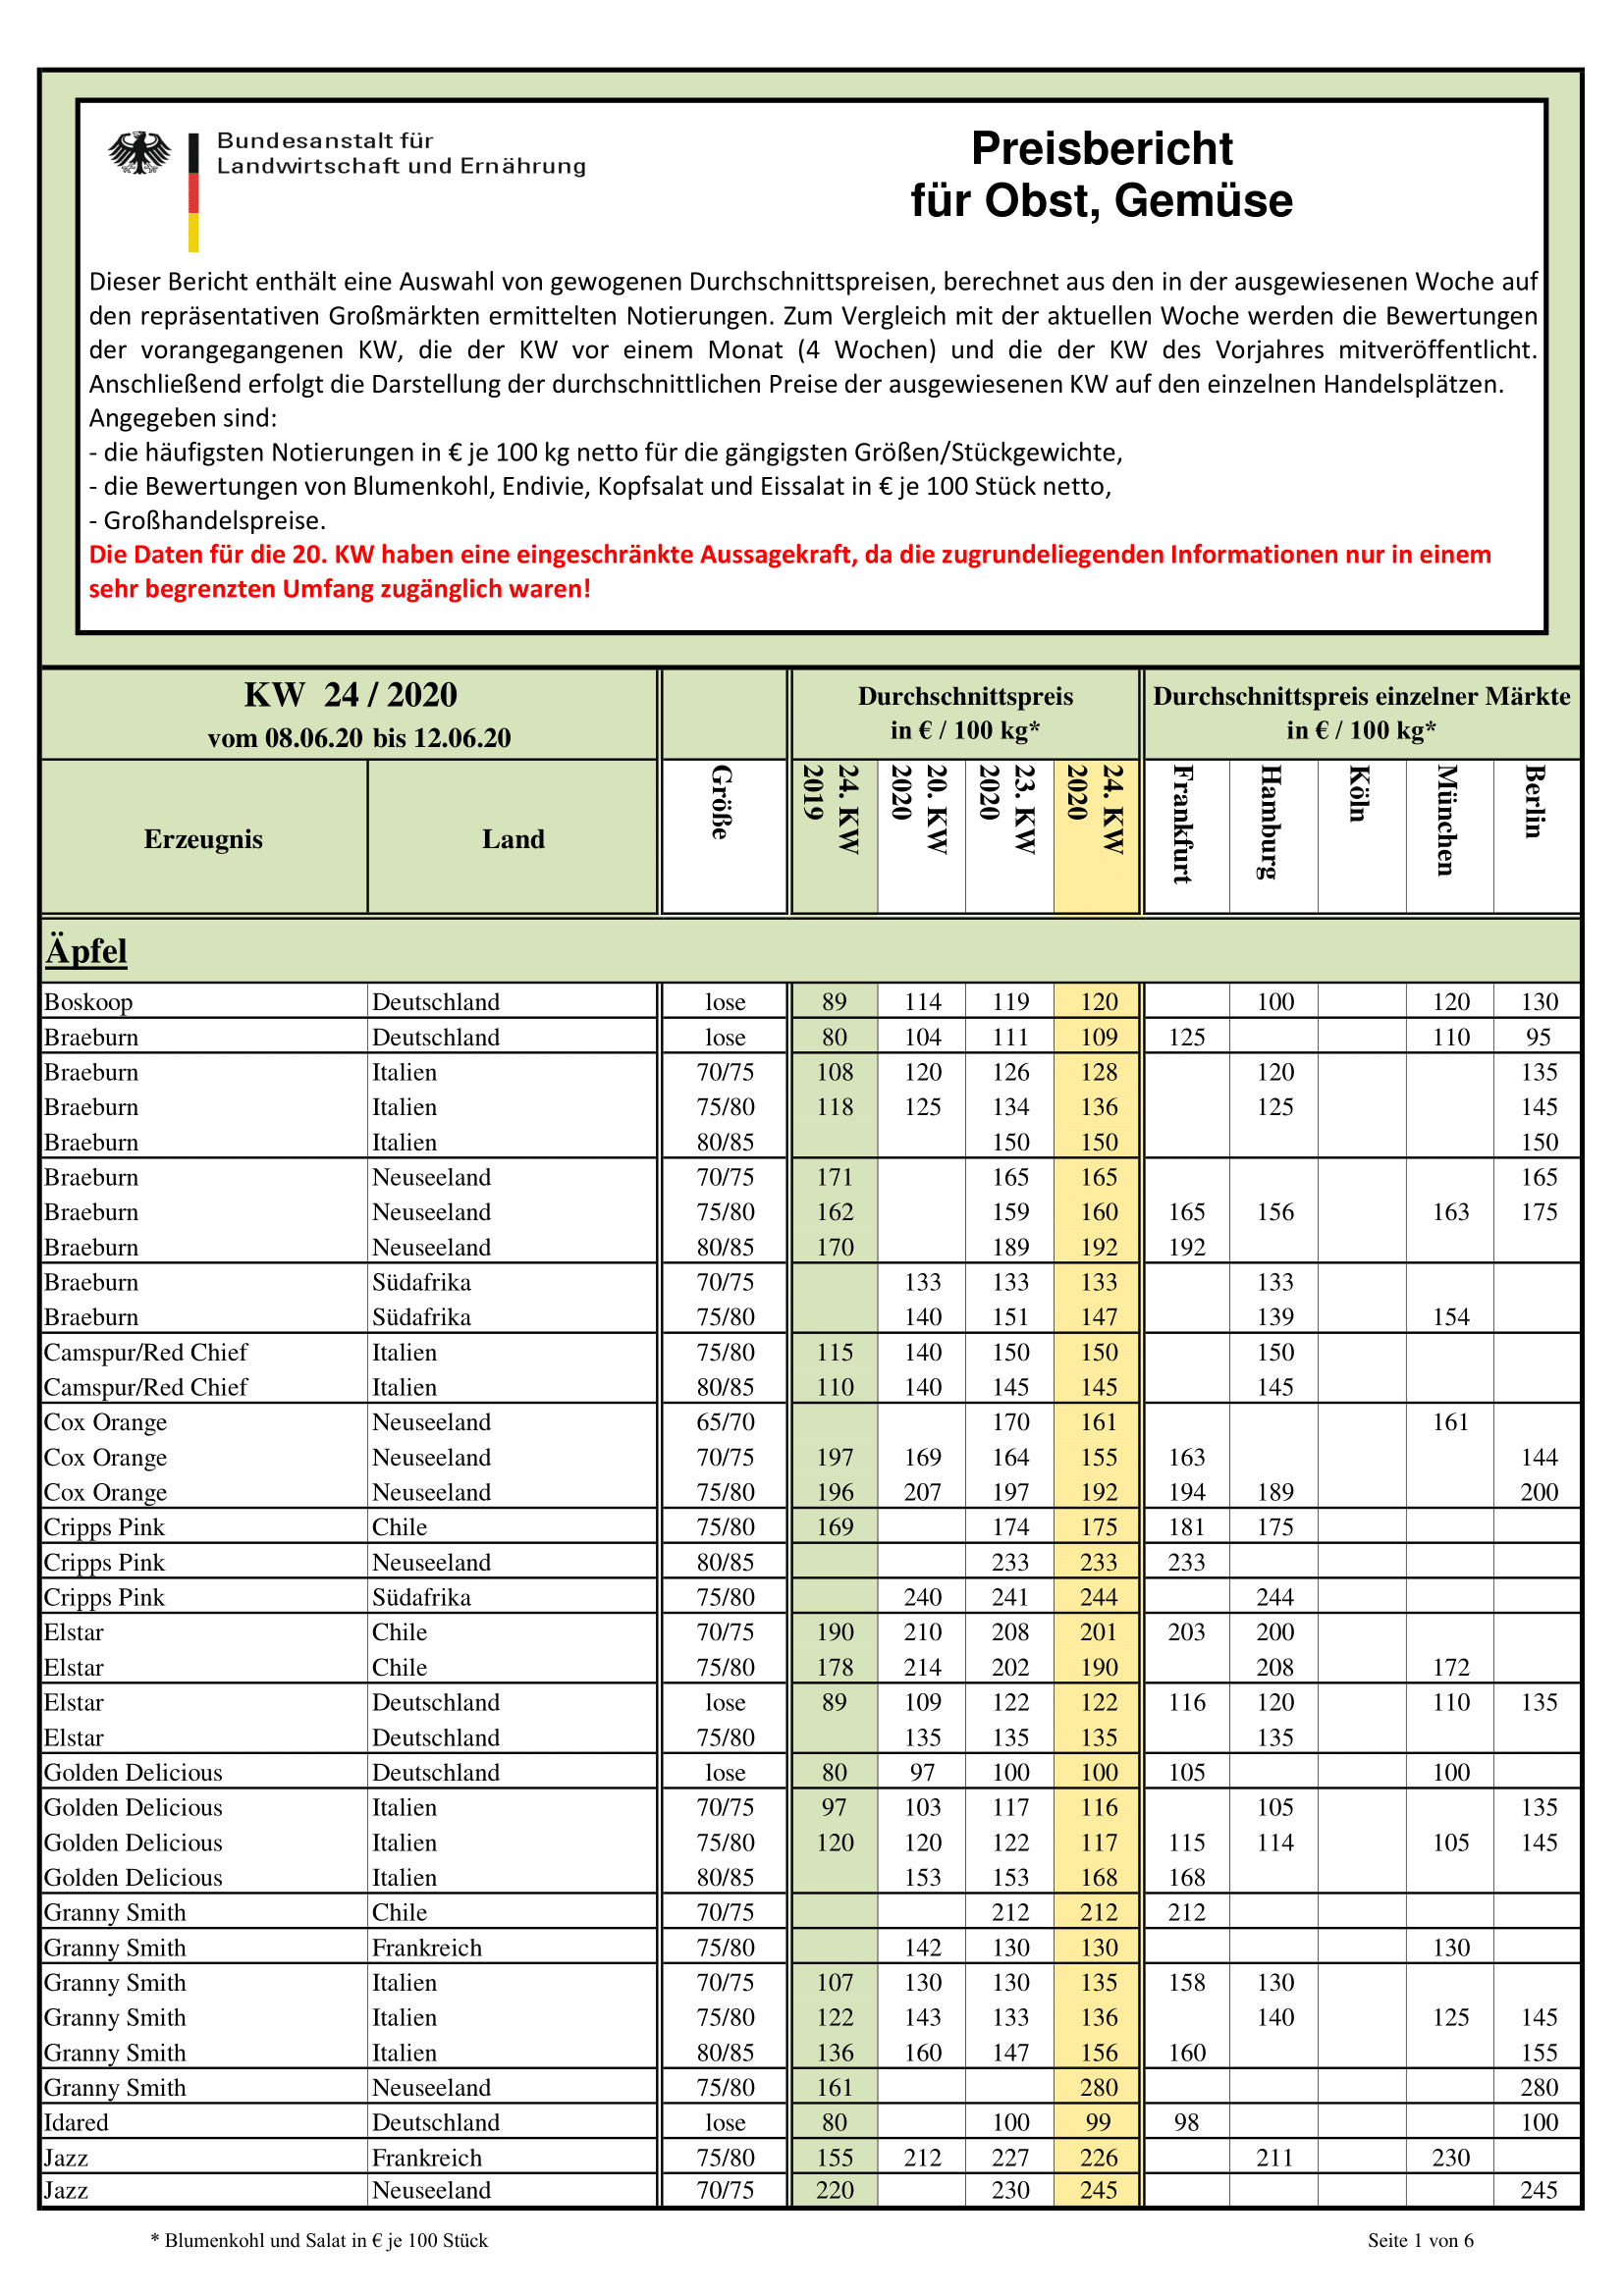 Bundesanstalt für
Landwirtschaft und Ernährung
Preisbericht
für Obst, Gemüse
Dieser Bericht enthält eine Auswahl von gewogenen Durchschnittspreisen, berechnet aus den in der ausgewiesenen Woche auf
den repräsentativen Großmärkten ermittelten Notierungen. Zum Vergleich mit der aktuellen Woche werden die Bewertungen
der vorangegangenen KW, die der KW vor einem Monat (4 Wochen) und die der KW des Vorjahres mitveröffentlicht.
Anschließend erfolgt die Darstellung der durchschnittlichen Preise der ausgewiesenen KW auf den einzelnen Handelsplätzen.
Angegeben sind:
- die häufigsten Notierungen in € je 100 kg netto für die gängigsten Größen/Stückgewichte,
- die Bewertungen von Blumenkohl, Endivie, Kopfsalat und Eissalat in € je 100 Stück netto,
- Großhandelspreise.
Die Daten für die 20. KW haben eine eingeschränkte Aussagekraft, da die zugrundeliegenden Informationen nur in einem
sehr begrenzten Umfang zugänglich waren!
KW 24 / 2020
vom 08.06.20 bis 12.06.20
Durchschnittspreis
in € / 100 kg*
Durchschnittspreis einzelner Märkte
in € / 100 kg*
Erzeugnis Land Größe 24. KW 2019 20. KW 2020 23. KW 2020 24. KW 2020 Frankfurt Hamburg Köln München Berlin
Äpfel
Boskoop Deutschland lose 89 114 119 120 100 120 130
Braeburn Deutschland lose 80 104 111 109 125 110 95
Braeburn Italien 70/75 108 120 126 128 120 135
Braeburn Italien 75/80 118 125 134 136 125 145
Braeburn Italien 80/85 150 150 150
Braeburn Neuseeland 70/75 171 165 165 165
Braeburn Neuseeland 75/80 162 159 160 165 156 163 175
Braeburn Neuseeland 80/85 170 189 192 192
Braeburn Südafrika 70/75 133 133 133 133
Braeburn Südafrika 75/80 140 151 147 139 154
Camspur/Red Chief Italien 75/80 115 140 150 150 150
Camspur/Red Chief Italien 80/85 110 140 145 145 145
Cox Orange Neuseeland 65/70 170 161 161
Cox Orange Neuseeland 70/75 197 169 164 155 163 144
Cox Orange Neuseeland 75/80 196 207 197 192 194 189 200
Cripps Pink Chile 75/80 169 174 175 181 175
Cripps Pink Neuseeland 80/85 233 233 233
Cripps Pink Südafrika 75/80 240 241 244 244
Elstar Chile 70/75 190 210 208 201 203 200
Elstar Chile 75/80 178 214 202 190 208 172
Elstar Deutschland lose 89 109 122 122 116 120 110 135
Elstar Deutschland 75/80 135 135 135 135
Golden Delicious Deutschland lose 80 97 100 100 105 100
Golden Delicious Italien 70/75 97 103 117 116 105 135
Golden Delicious Italien 75/80 120 120 122 117 115 114 105 145
Golden Delicious Italien 80/85 153 153 168 168
Granny Smith Chile 70/75 212 212 212
Granny Smith Frankreich 75/80 142 130 130 130
Granny Smith Italien 70/75 107 130 130 135 158 130
Granny Smith Italien 75/80 122 143 133 136 140 125 145
Granny Smith Italien 80/85 136 160 147 156 160 155
Granny Smith Neuseeland 75/80 161 280 280
Idared Deutschland lose 80 100 99 98 100
Jazz Frankreich 75/80 155 212 227 226 211 230
Jazz Neuseeland 70/75 220 230 245 245
* Blumenkohl und Salat in € je 100 Stück
Seite 1 von 6